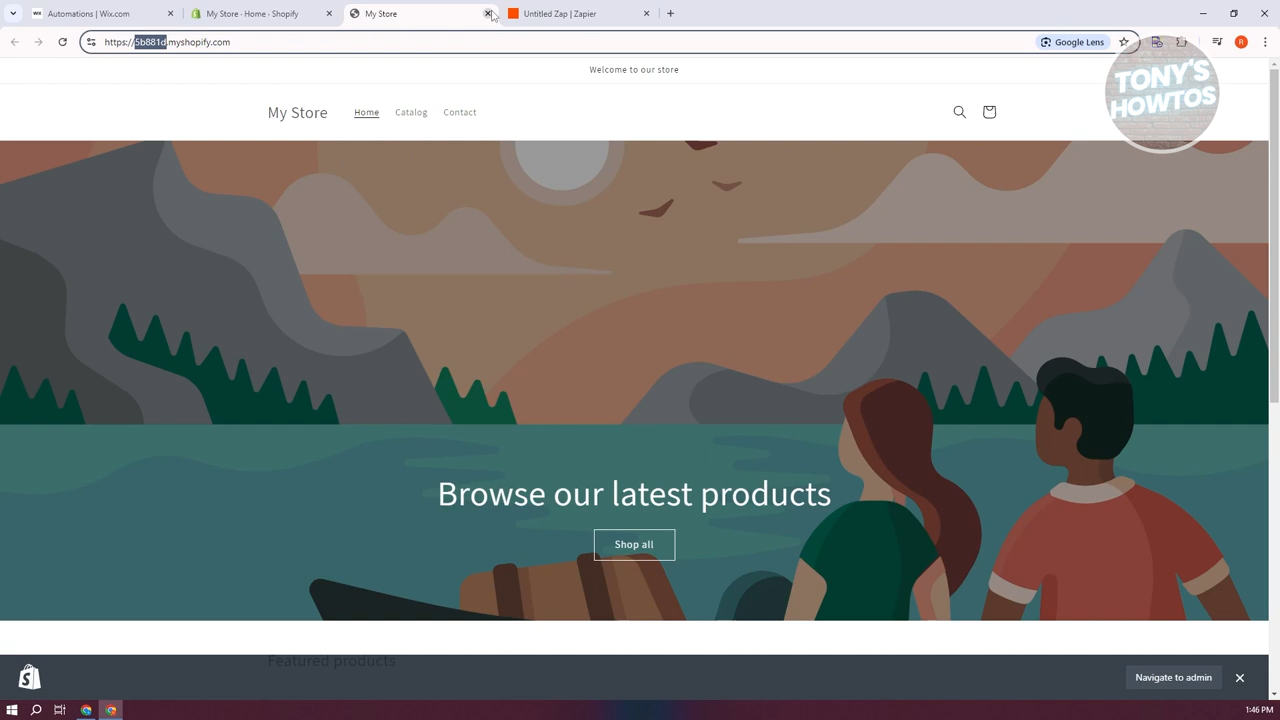 WIX Automations | Wix.com
My Store · Home · Shopify
My Store
Untitled Zap | Zapier
https://5b881d.myshopify.com
Google Lens
R
Welcome to our store
TONY'S
HOWTOS
My Store
Home
Catalog
Contact
Browse our latest products
Shop all
Featured products
S
Navigate to admin
1:46 PM